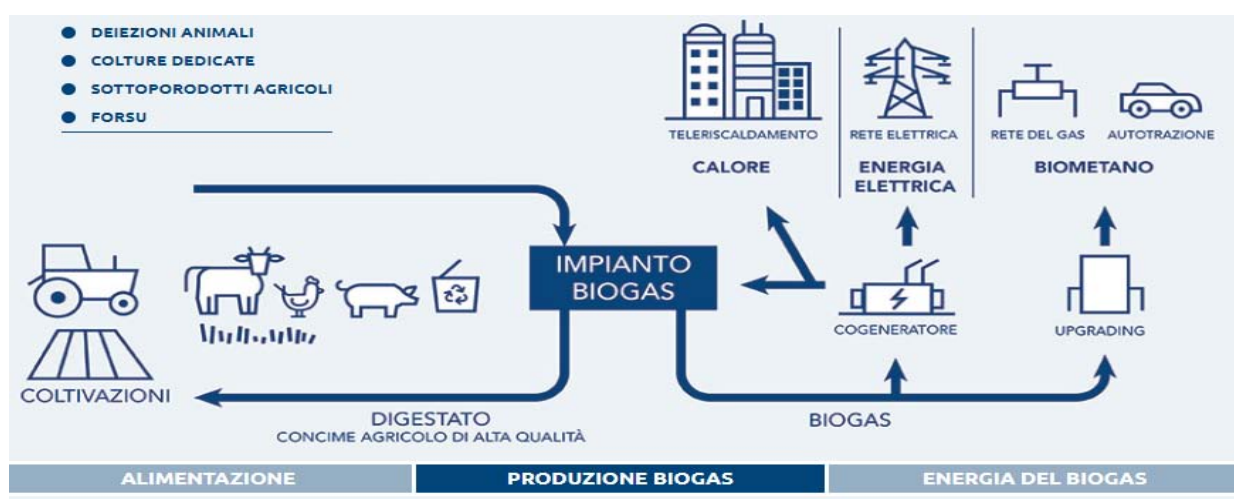 DEIEZIONI ANIMALI
COLTURE DEDICATE
SOTTOPORODOTTI AGRICOLI
FORSU
TELERISCALDAMENTO
CALORE
RETE ELETTRICA
ENERGIA
ELETTRICA
RETE DEL GAS
AUTOTRAZIONE
BIOMETANO
IMPIANTO
BIOGAS
COGENERATORE
UPGRADING
COLTIVAZIONI
DIGESTATO
CONCIME AGRICOLO DI ALTA QUALITÀ
BIOGAS
ALIMENTAZIONE
PRODUZIONE BIOGAS
ENERGIA DEL BIOGAS